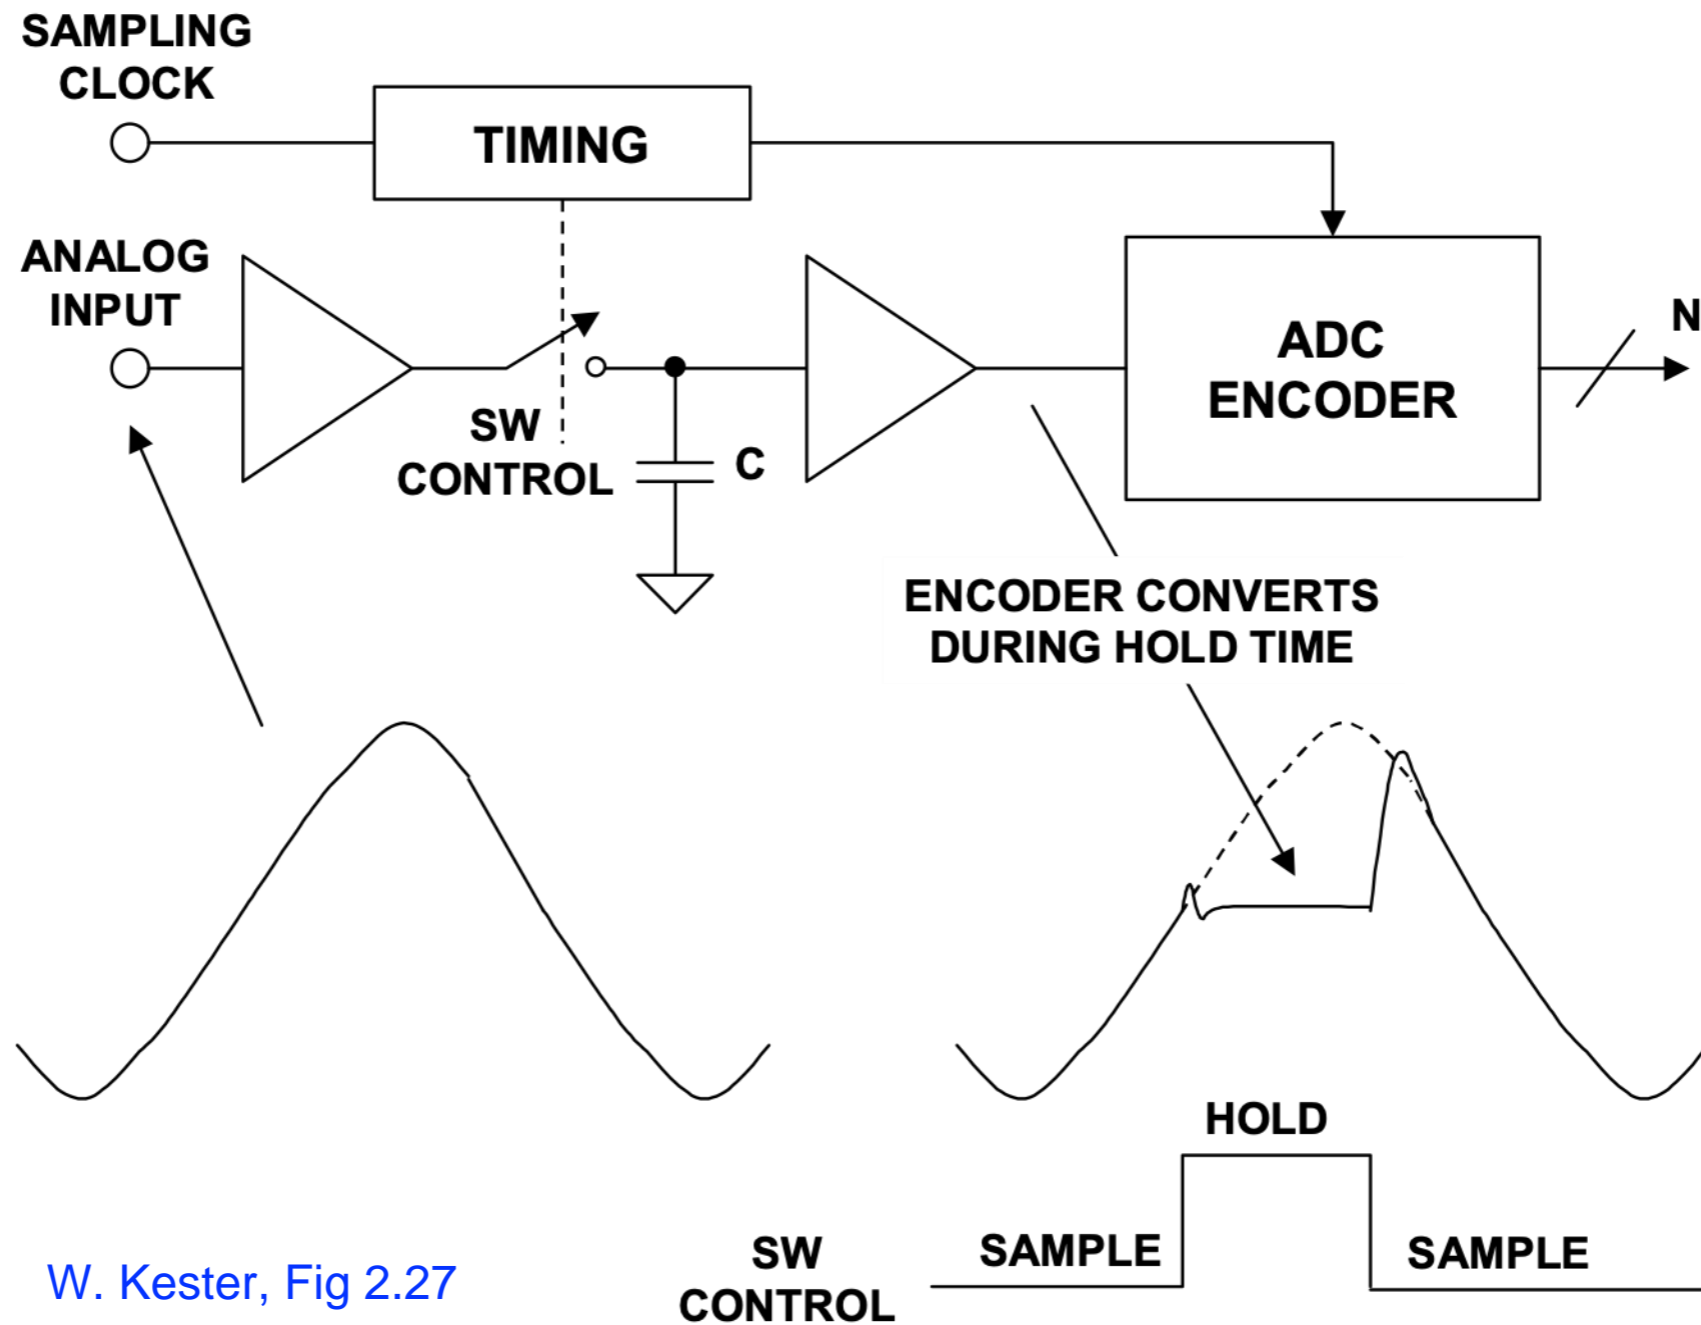 SAMPLING
CLOCK
TIMING
ANALOG
INPUT
SW
CONTROL
C
ADC
ENCODER
N
ENCODER CONVERTS
DURING HOLD TIME
HOLD
SAMPLE
SAMPLE
SW
CONTROL
W. Kester, Fig 2.27